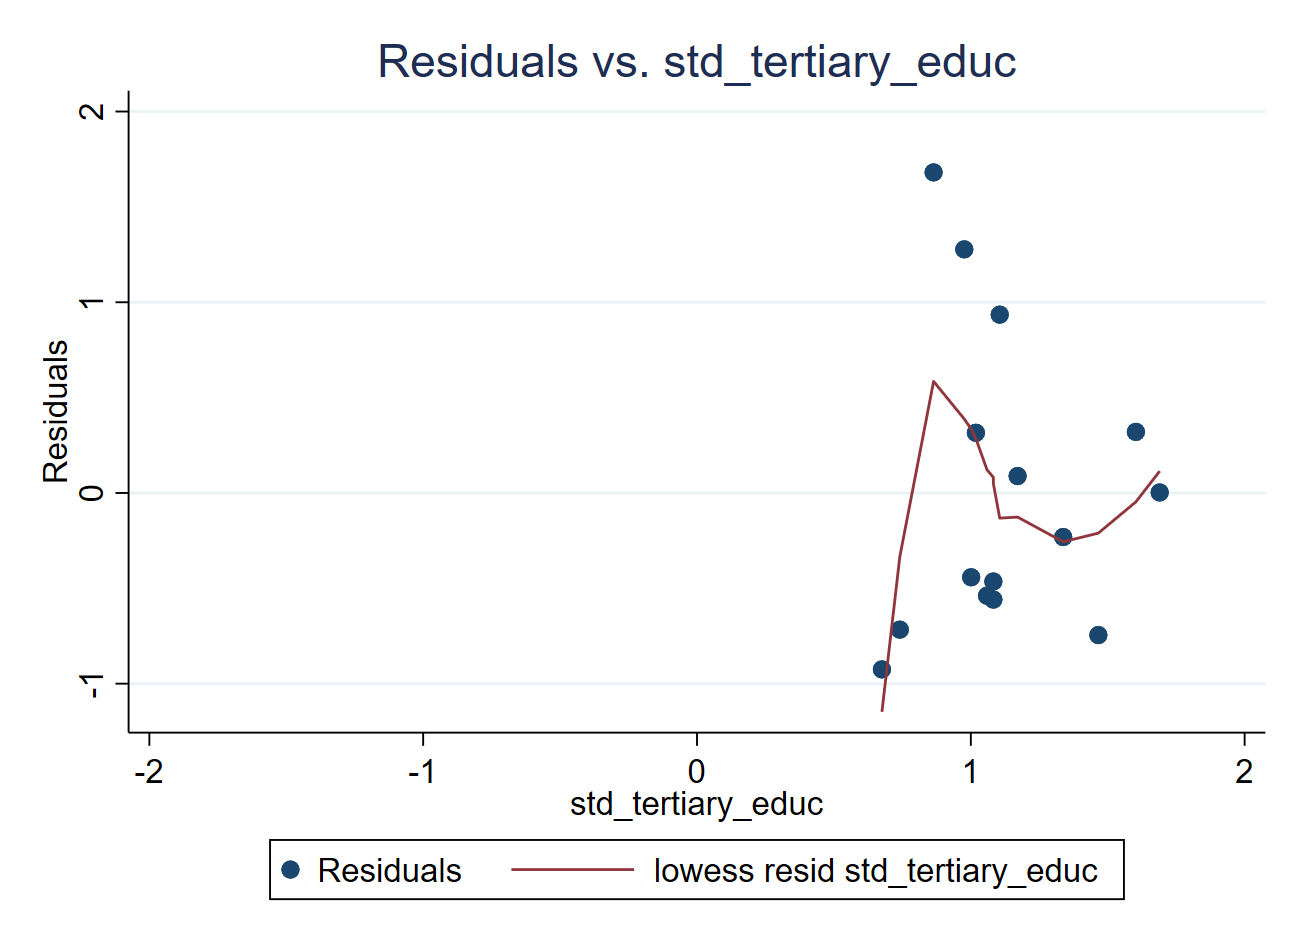 Residuals vs. std_tertiary_educ
2
1
0
-1
Residuals
-2 -1 0 1 2
std_tertiary_educ
Residuals lowess resid std_tertiary_educ